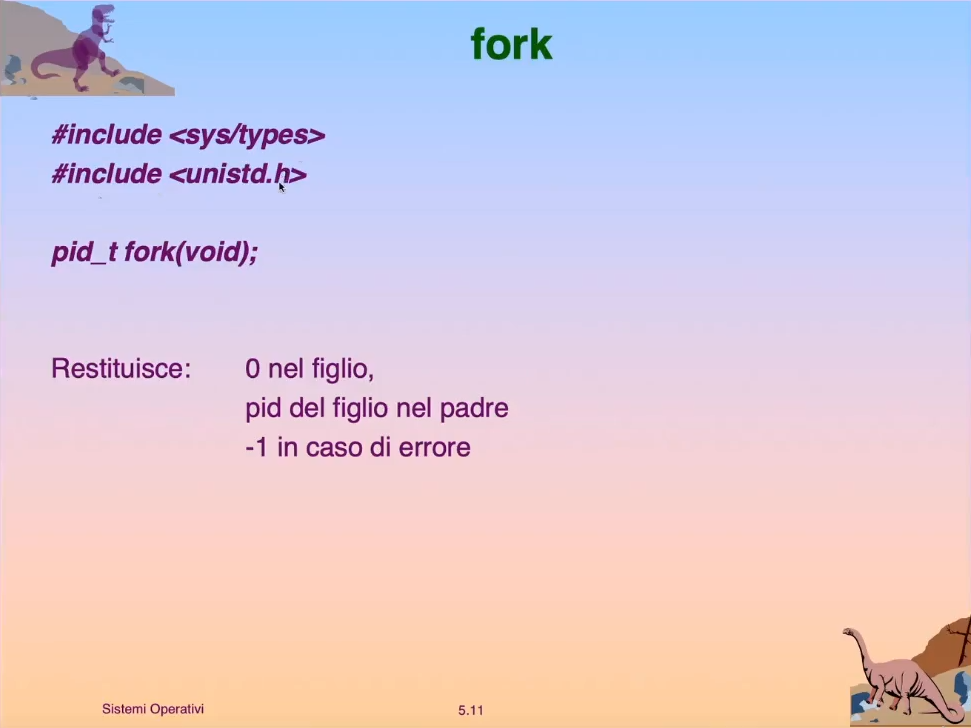 fork
#include <sys/types>
#include <unistd.h>
pid_t fork(void);
Restituisce: 0 nel figlio,
pid del figlio nel padre
-1 in caso di errore
Sistemi Operativi 5.11